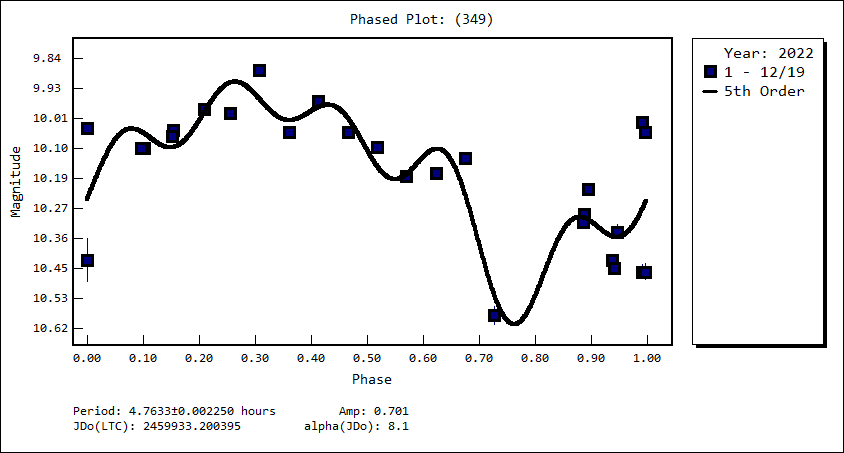 Phased Plot: (349)
Year: 2022
1 - 12/19
5th Order
Magnitude
9.84
9.93
10.01
10.10
10.19
10.27
10.36
10.45
10.53
10.62
0.00 0.10 0.20 0.30 0.40 0.50 0.60 0.70 0.80 0.90 1.00
Phase
Period: 4.7633±0.002250 hours Amp: 0.701
JDo(LTC): 2459933.200395 alpha(JDo): 8.1